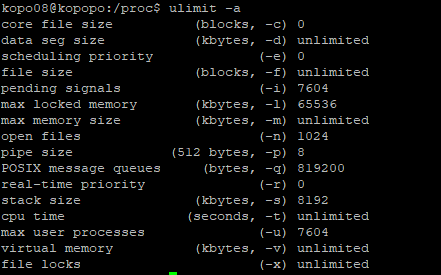 kopo08@kopopo:/proc$ ulimit -a
core file size          (blocks, -c) 0
data seg size           (kbytes, -d) unlimited
scheduling priority             (-e) 0
file size               (blocks, -f) unlimited
pending signals                 (-i) 7604
max locked memory       (kbytes, -l) 65536
max memory size         (kbytes, -m) unlimited
open files                      (-n) 1024
pipe size            (512 bytes, -p) 8
POSIX message queues     (bytes, -q) 819200
real-time priority              (-r) 0
stack size              (kbytes, -s) 8192
cpu time               (seconds, -t) unlimited
max user processes              (-u) 7604
virtual memory          (kbytes, -v) unlimited
file locks                      (-x) unlimited